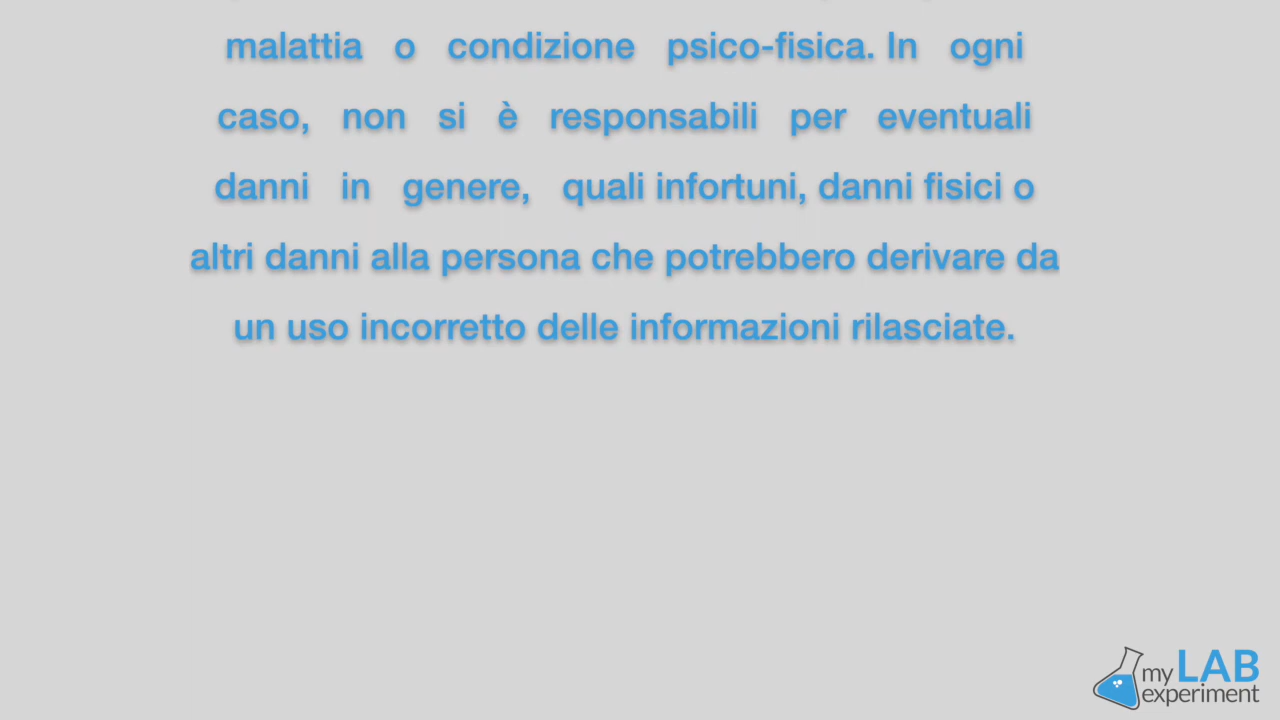 malattia o condizione psico-fisica. In ogni
caso, non si è responsabili per eventuali
danni in genere, quali infortuni, danni fisici o
altri danni alla persona che potrebbero derivare da
un uso incorretto delle informazioni rilasciate.
my LAB
experiment